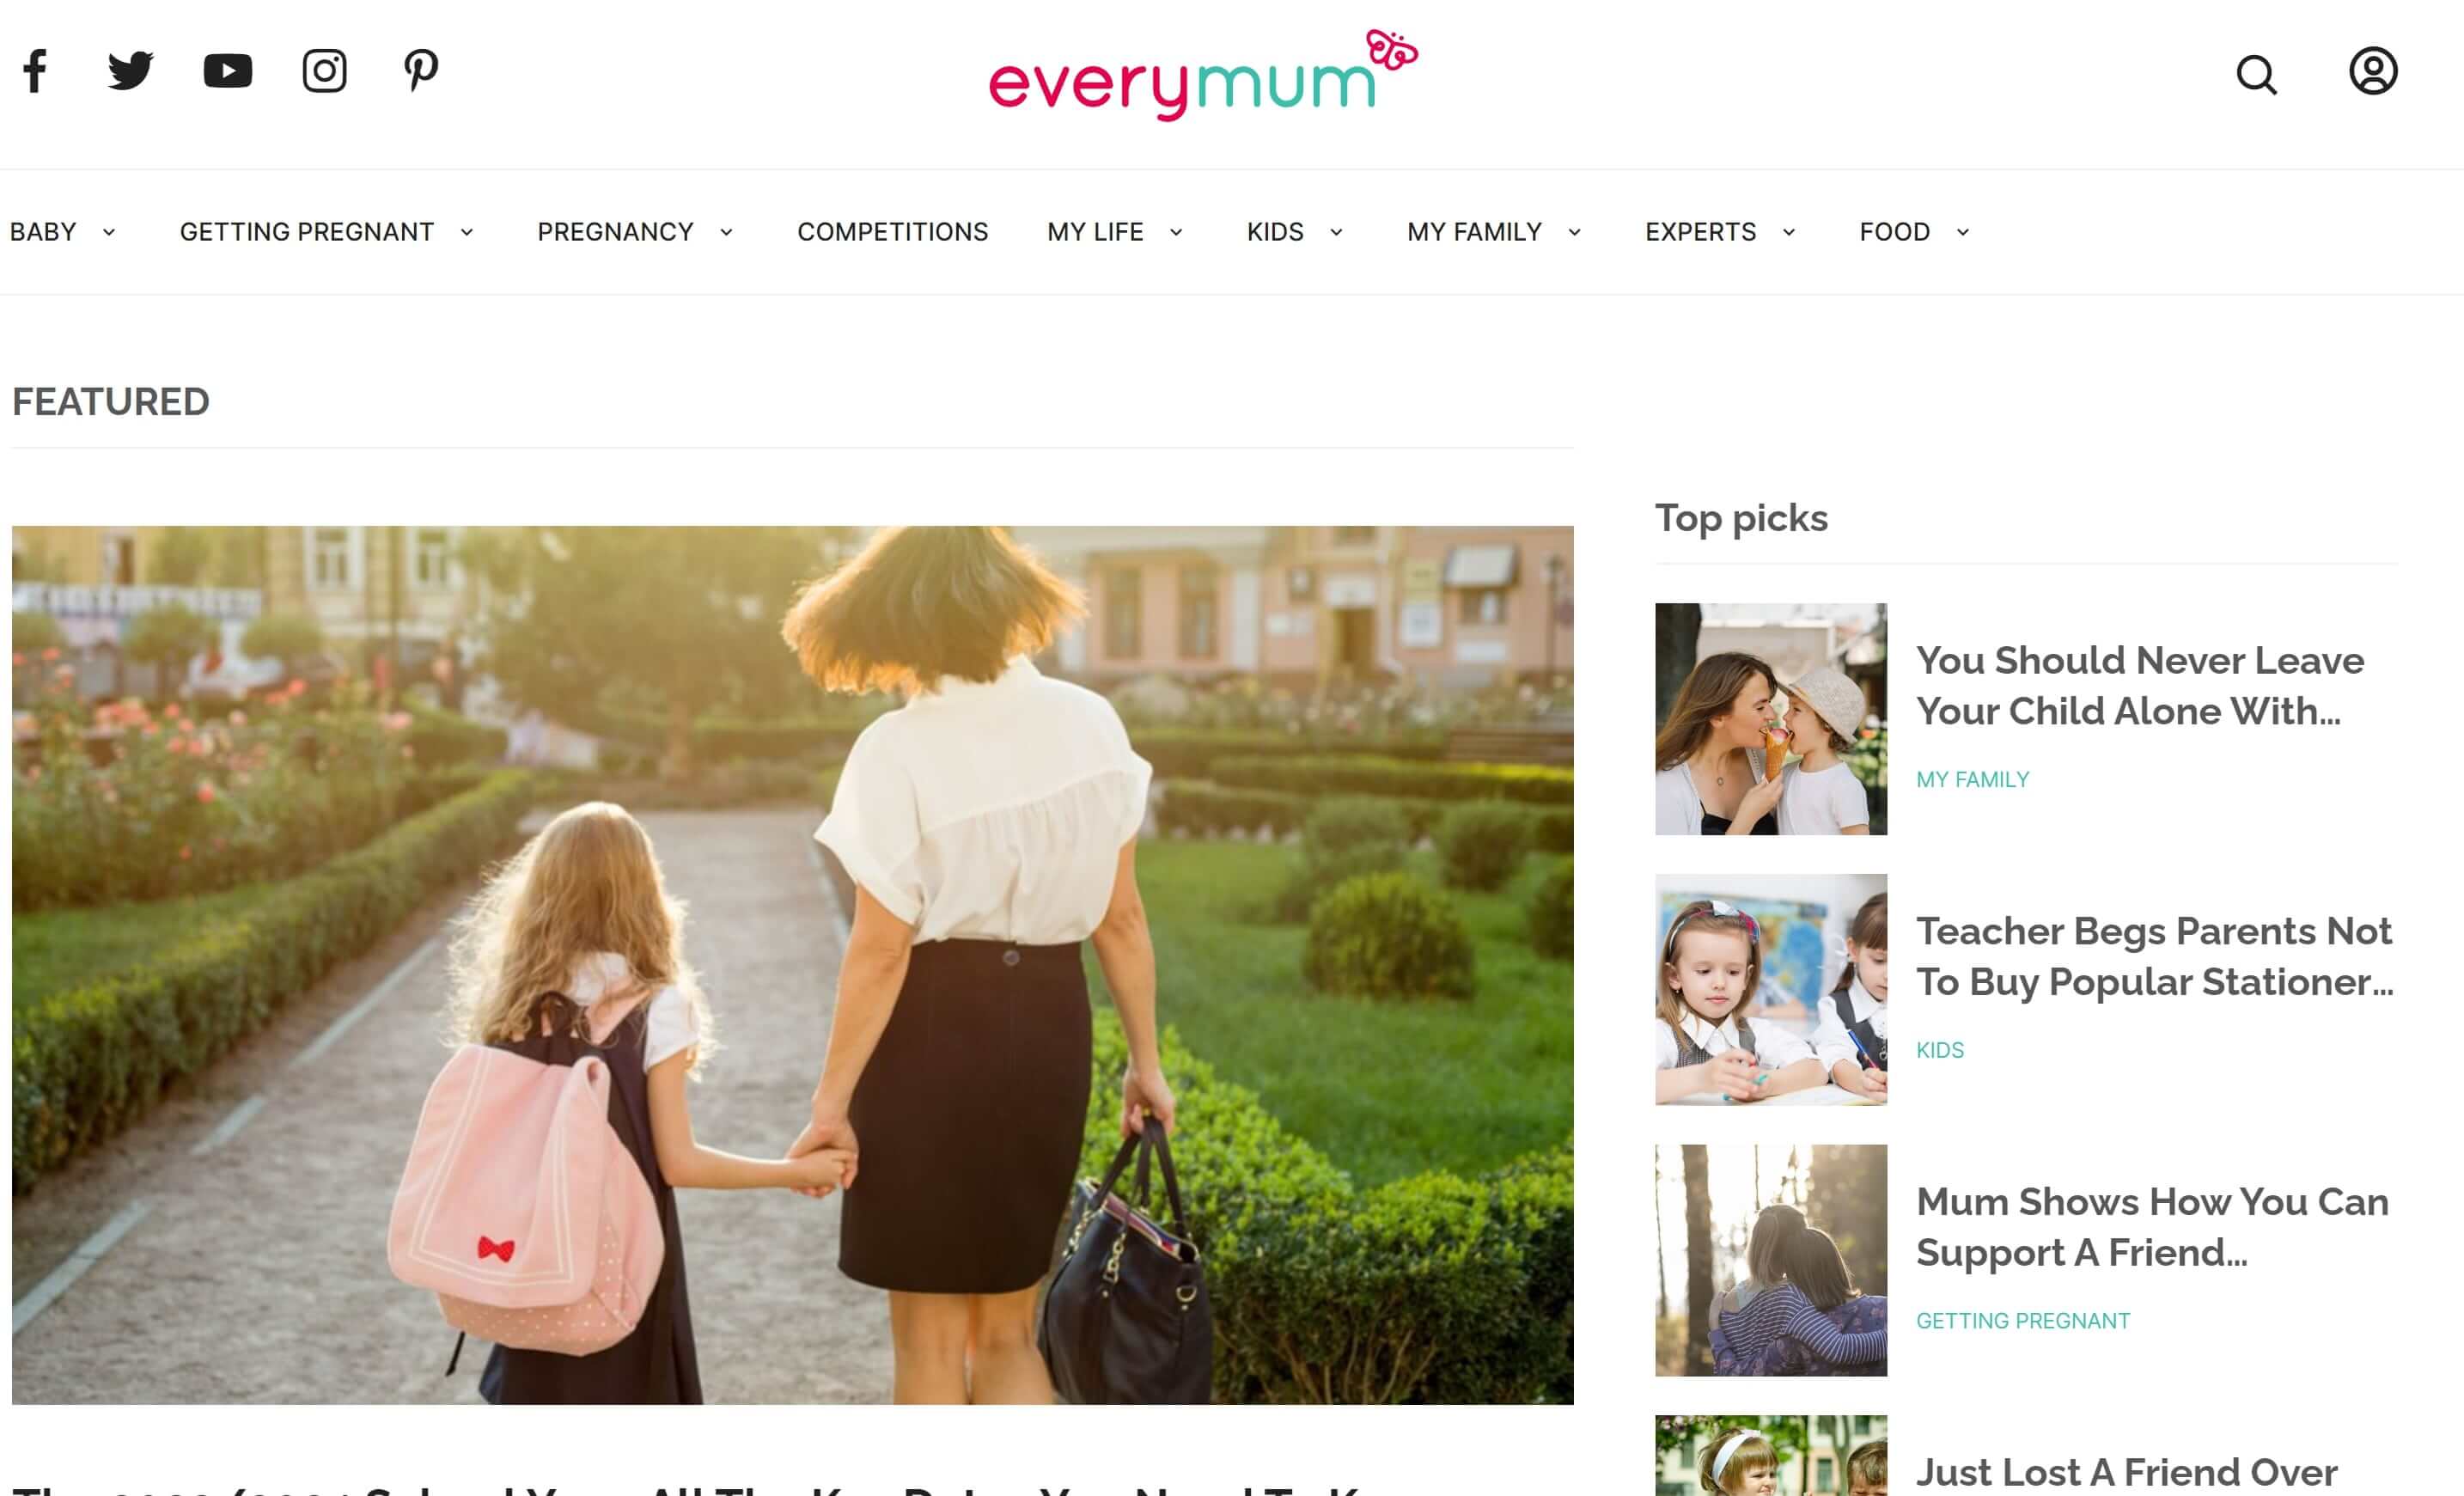 everymum
BABY GETTING PREGNANT PREGNANCY COMPETITIONS MY LIFE KIDS MY FAMILY EXPERTS FOOD
FEATURED
Top picks
You Should Never Leave
Your Child Alone With...
MY FAMILY
Teacher Begs Parents Not
To Buy Popular Stationer...
KIDS
Mum Shows How You Can
Support A Friend...
GETTING PREGNANT
Just Lost A Friend Over